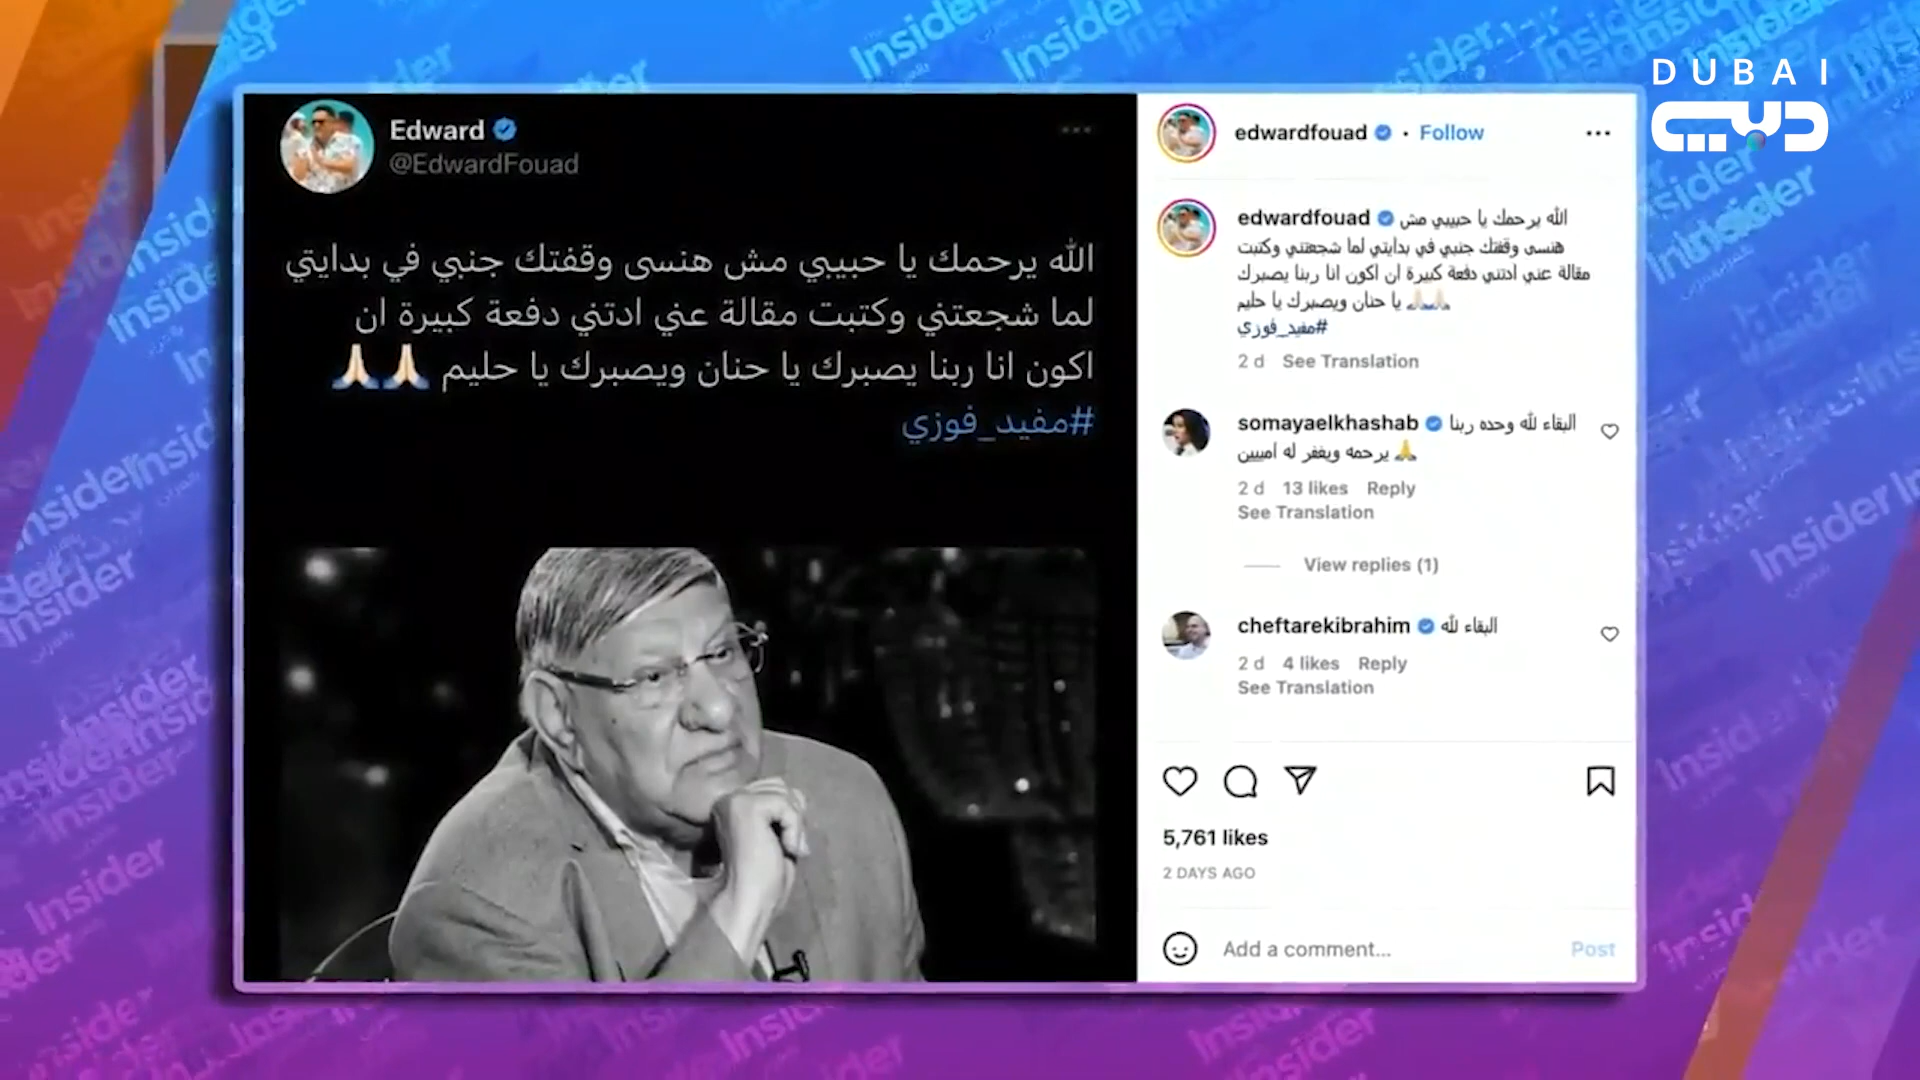 DUBAI
دبي
Edward
@EdwardFouad
الله يرحمك يا حبيبي مش هنسى وقفتك جنبي في بدايتي
لما شجعتني وكتبت مقالة عني ادتني دفعة كبيرة ان
اكون انا ربنا يصبرك يا حنان ويصبرك يا حليم 🙏🏻🙏🏻
#مفيد_فوزي
edwardfouad • Follow
edwardfouad الله يرحمك يا حبيبي مش
هنسى وقفتك جنبي في بدايتي لما شجعتني وكتبت
مقالة عني ادتني دفعة كبيرة ان اكون انا ربنا يصبرك
يا حنان ويصبرك يا حليم 🙏🏻🙏🏻
#مفيد_فوزي
2 d See Translation
somayaelkhashab البقاء لله وحده ربنا
يرحمه ويغفر له امييين 🙏
2 d 13 likes Reply
See Translation
View replies (1)
cheftarekibrahim البقاء لله
2 d 4 likes Reply
See Translation
5,761 likes
2 DAYS AGO
Add a comment... Post
Insider
بالعربي